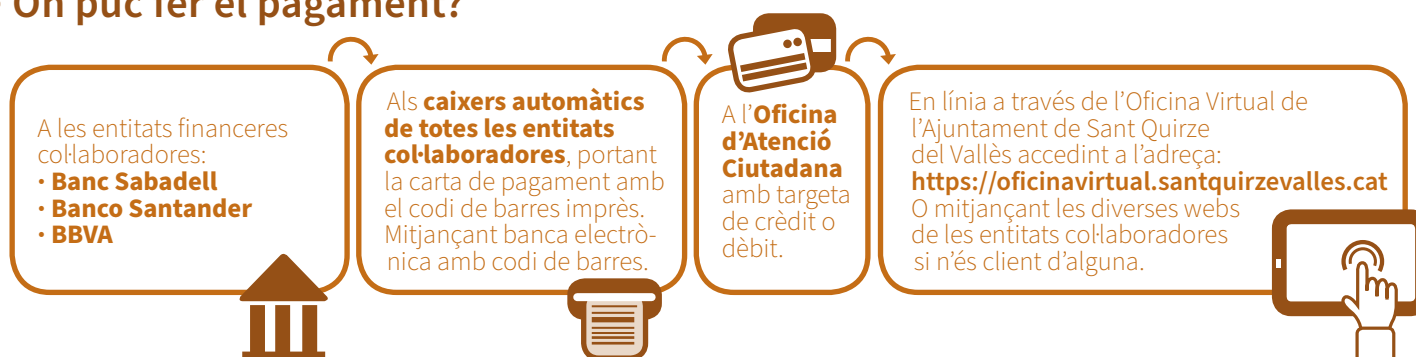 On puc fer el pagament?
A les entitats financeres
col·laboradores:
· Banc Sabadell
· Banco Santander
· BBVA
Als caixers automàtics
de totes les entitats
col·laboradores, portant
la carta de pagament amb
el codi de barres imprès.
Mitjançant banca electrò-
nica amb codi de barres.
A l’Oficina
d’Atenció
Ciutadana
amb targeta
de crèdit o
dèbit.
En línia a través de l’Oficina Virtual de
l’Ajuntament de Sant Quirze
del Vallès accedint a l’adreça:
https://oficinavirtual.santquirzevalles.cat
O mitjançant les diverses webs
de les entitats col·laboradores
si n’és client d’alguna.